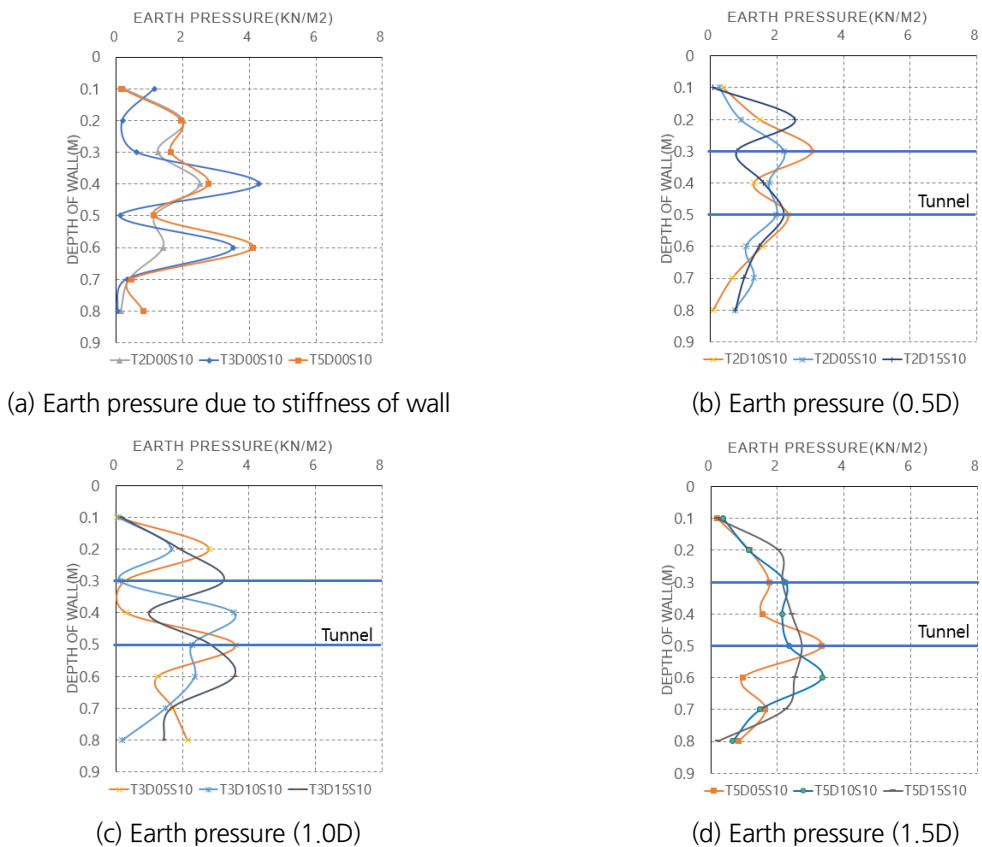 EARTH PRESSURE(KN/M2)
0 2 4 6 8
DEPTH OF WALL(M)
0
0.1
0.2
0.3
0.4
0.5
0.6
0.7
0.8
0.9
T2D00S10 T3D00S10 T5D00S10
(a) Earth pressure due to stiffness of wall
EARTH PRESSURE(KN/M2)
0 2 4 6 8
DEPTH OF WALL(M)
0
0.1
0.2
0.3
0.4
0.5
0.6
0.7
0.8
0.9
Tunnel
T2D10S10 T2D05S10 T2D15S10
(b) Earth pressure (0.5D)
EARTH PRESSURE(KN/M2)
0 2 4 6 8
DEPTH OF WALL(M)
0
0.1
0.2
0.3
0.4
0.5
0.6
0.7
0.8
0.9
Tunnel
T3D05S10 T3D10S10 T3D15S10
(c) Earth pressure (1.0D)
EARTH PRESSURE(KN/M2)
0 2 4 6 8
DEPTH OF WALL(M)
0
0.1
0.2
0.3
0.4
0.5
0.6
0.7
0.8
0.9
Tunnel
T5D05S10 T5D10S10 T5D15S10
(d) Earth pressure (1.5D)